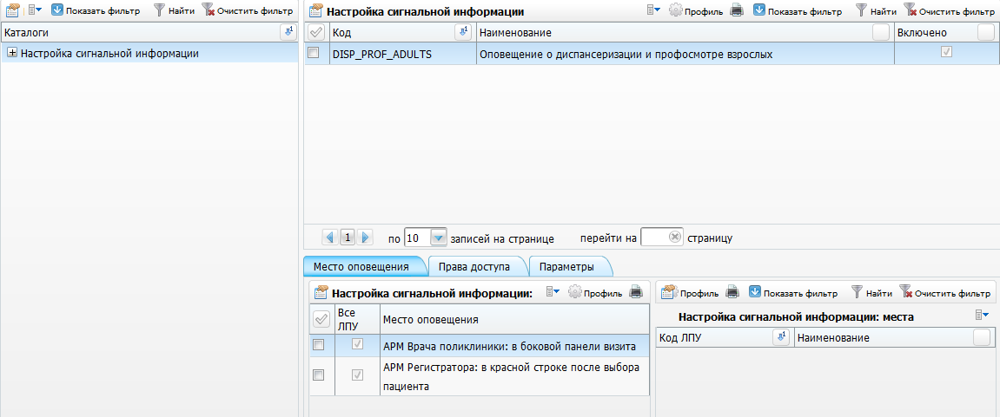 Показать фильтр Найти Очистить фильтр
Каталоги
Настройка сигнальной информации
Настройка сигнальной информации Профиль Показать фильтр Найти Очистить фильтр
Код Наименование Включено
DISP_PROF_ADULTS Оповещение о диспансеризации и профосмотре взрослых
1 по 10 записей на странице перейти на страницу
Место оповещения Права доступа Параметры
Настройка сигнальной информации: Профиль
Все
ЛПУ
Место оповещения
АРМ Врача поликлиники: в боковой панели визита
АРМ Регистратора: в красной строке после выбора
пациента
Профиль Показать фильтр Найти Очистить фильтр
Настройка сигнальной информации: места
Код ЛПУ Наименование